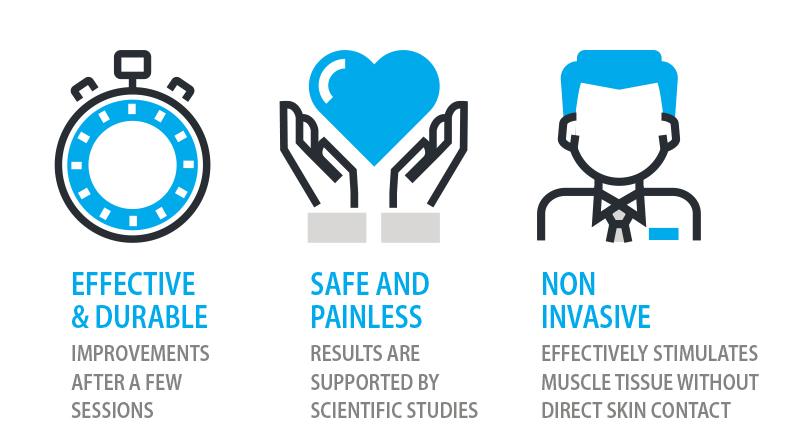 EFFECTIVE
& DURABLE
IMPROVEMENTS
AFTER A FEW
SESSIONS
SAFE AND
PAINLESS
RESULTS ARE
SUPPORTED BY
SCIENTIFIC STUDIES
NON
INVASIVE
EFFECTIVELY STIMULATES
MUSCLE TISSUE WITHOUT
DIRECT SKIN CONTACT